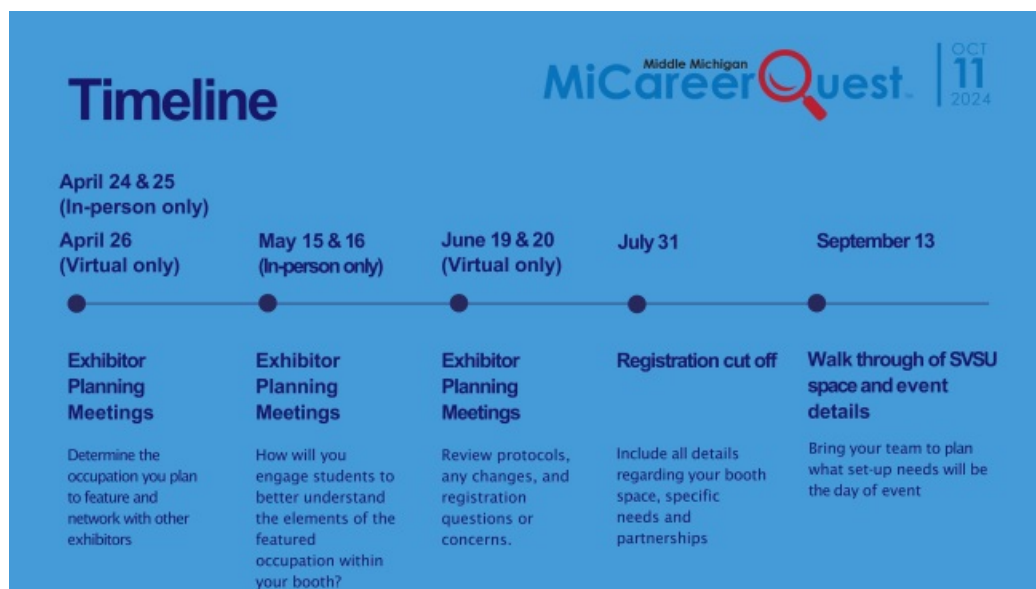 Timeline
Middle Michigan
MiCareerQuest
OCT
11
2024
April 24 & 25
(In-person only)
April 26
(Virtual only)
May 15 & 16
(In-person only)
June 19 & 20
(Virtual only)
July 31
September 13
Exhibitor
Planning
Meetings
Determine the
occupation you plan
to feature and
network with other
exhibitors
Exhibitor
Planning
Meetings
How will you
engage students to
better understand
the elements of the
featured
occupation within
your booth?
Exhibitor
Planning
Meetings
Review protocols,
any changes, and
registration
questions or
concerns.
Registration cut off
Include all details
regarding your booth
space, specific
needs and
partnerships
Walk through of SVSU
space and event
details
Bring your team to plan
what set-up needs will be
the day of event